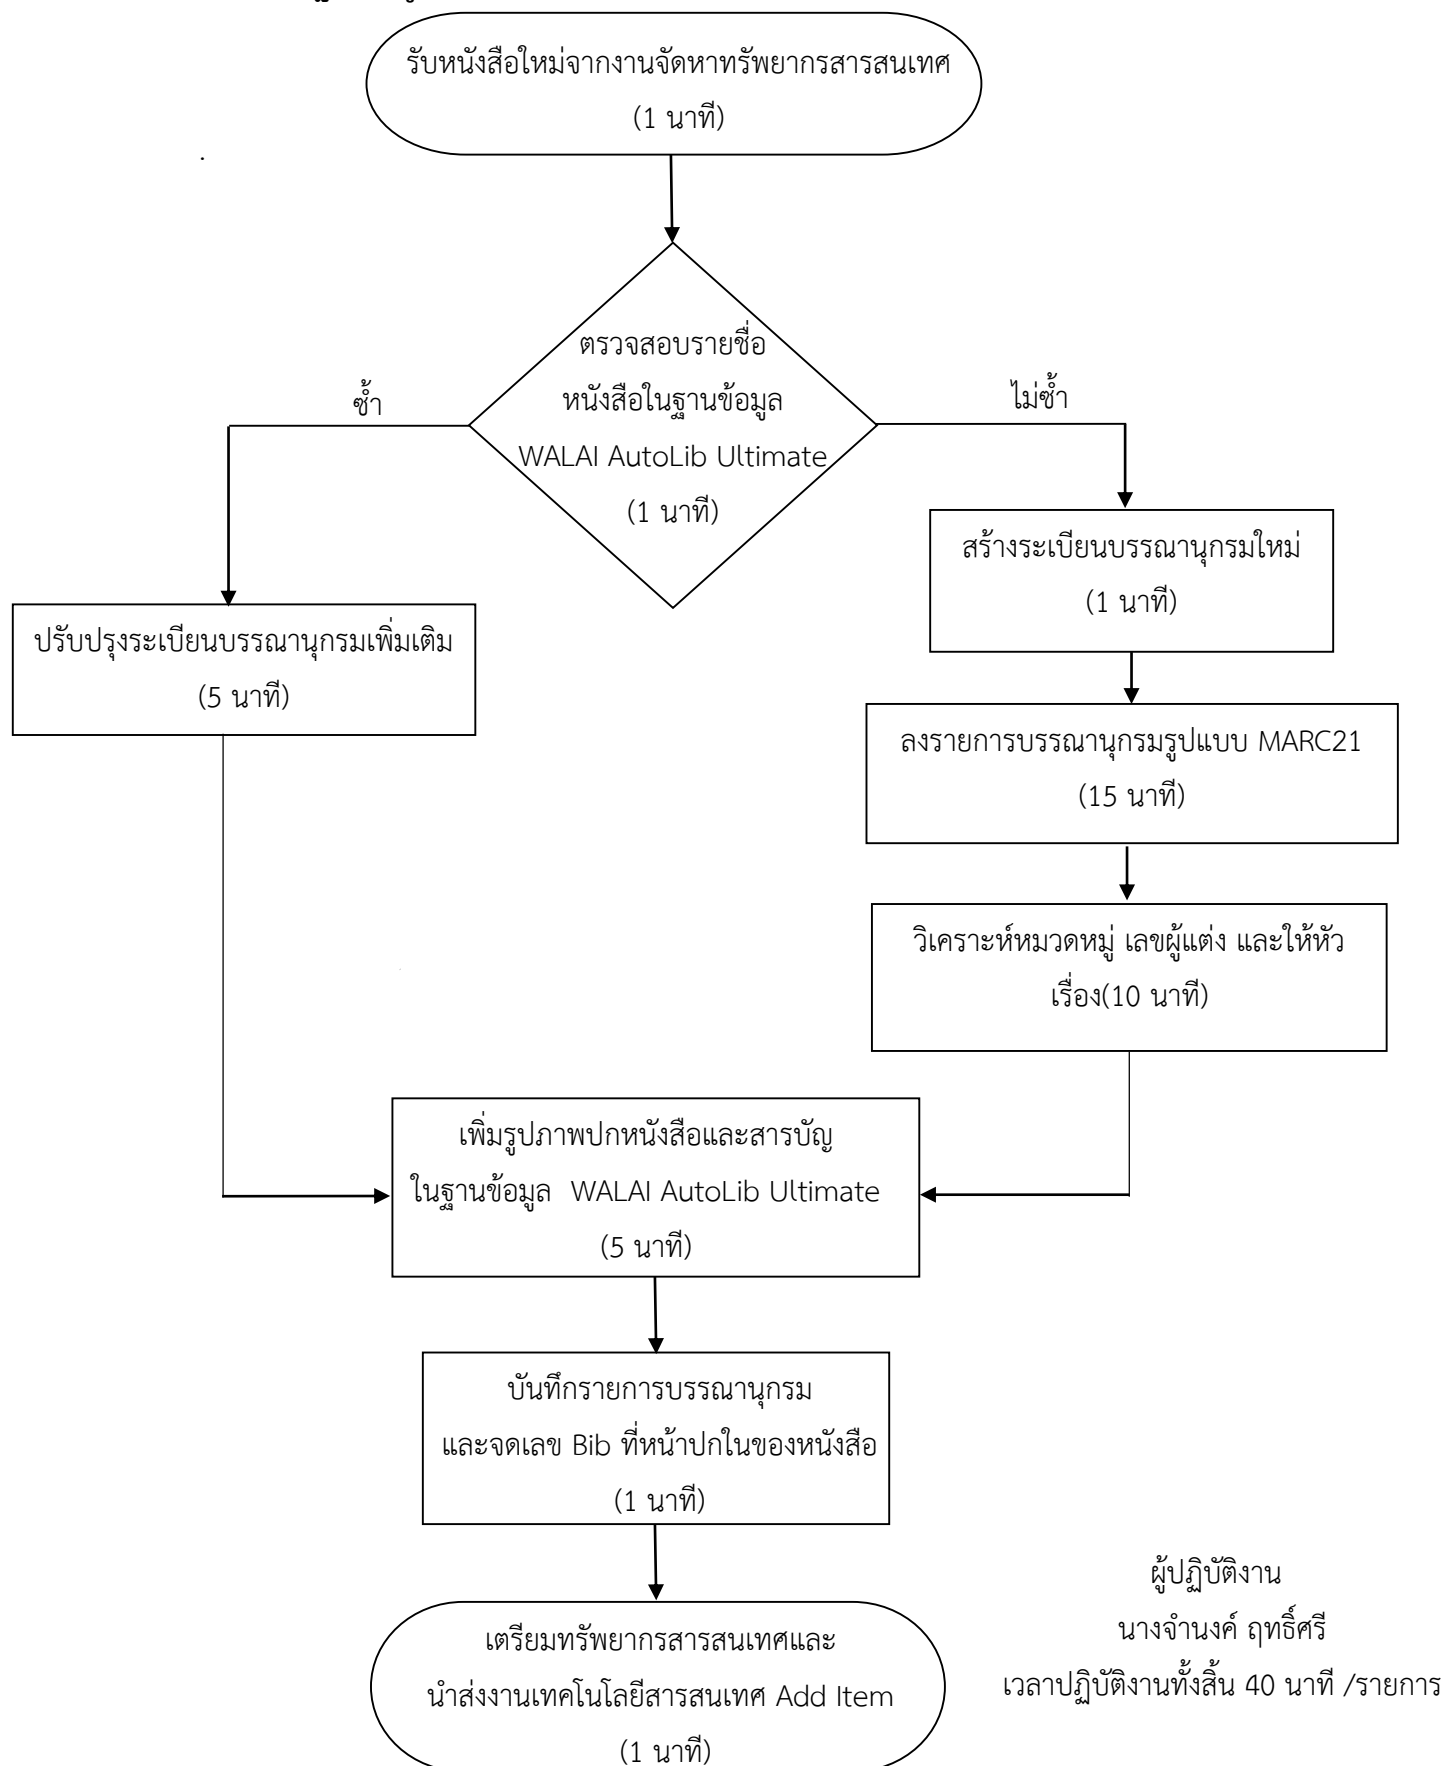 รับหนังสือใหม่จากงานจัดหาทรัพยากรสารสนเทศ
(1 นาที)
ตรวจสอบรายชื่อ
หนังสือในฐานข้อมูล
WALAI AutoLib Ultimate
(1 นาที)
ซ้ำ
ไม่ซ้ำ
สร้างระเบียนบรรณานุกรมใหม่
(1 นาที)
ปรับปรุงระเบียนบรรณานุกรมเพิ่มเติม
(5 นาที)
ลงรายการบรรณานุกรมรูปแบบ MARC21
(15 นาที)
วิเคราะห์หมวดหมู่ เลขผู้แต่ง และให้หัว
เรื่อง(10 นาที)
เพิ่มรูปภาพปกหนังสือและสารบัญ
ในฐานข้อมูล WALAI AutoLib Ultimate
(5 นาที)
บันทึกรายการบรรณานุกรม
และจดเลข Bib ที่หน้าปกในของหนังสือ
(1 นาที)
เตรียมทรัพยากรสารสนเทศและ
นำส่งงานเทคโนโลยีสารสนเทศ Add Item
(1 นาที)
ผู้ปฏิบัติงาน
นางจำนงค์ ฤทธิ์ศรี
เวลาปฏิบัติงานทั้งสิ้น 40 นาที /รายการ